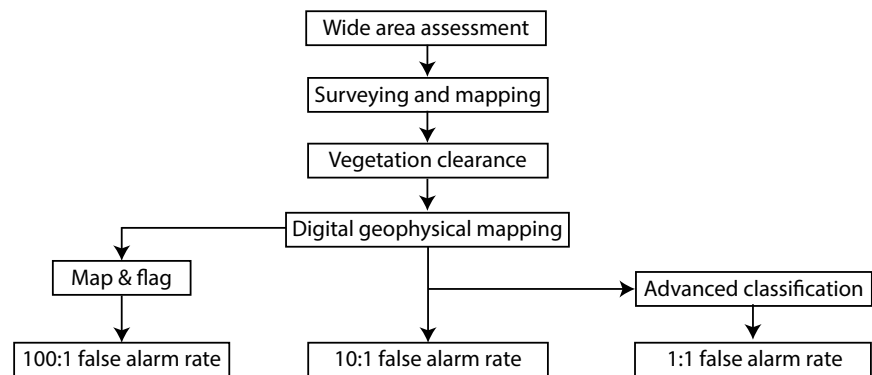 Wide area assessment
Surveying and mapping
Vegetation clearance
Digital geophysical mapping
Map & flag
Advanced classification
100:1 false alarm rate
10:1 false alarm rate
1:1 false alarm rate